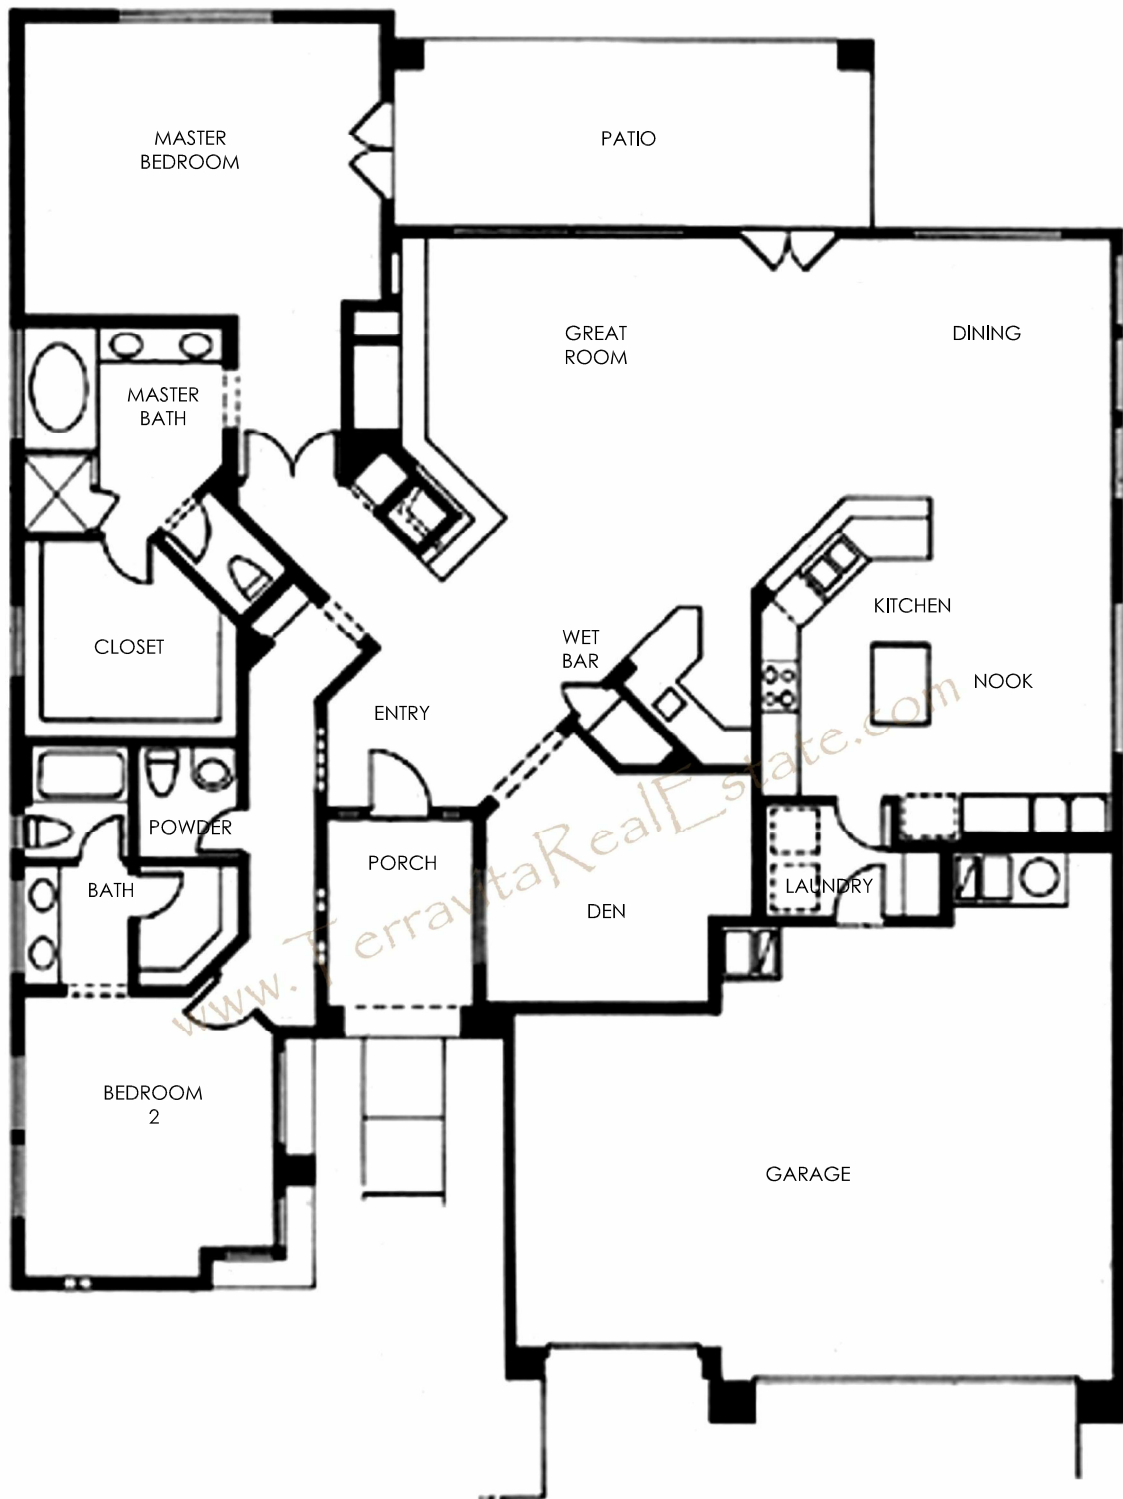 MASTER
BEDROOM
PATIO
GREAT
ROOM
DINING
MASTER
BATH
KITCHEN
WET
BAR
CLOSET
NOOK
ENTRY
POWDER
PORCH
LAUNDRY
BATH
DEN
www.TerravitaRealEstate.com
BEDROOM
2
GARAGE